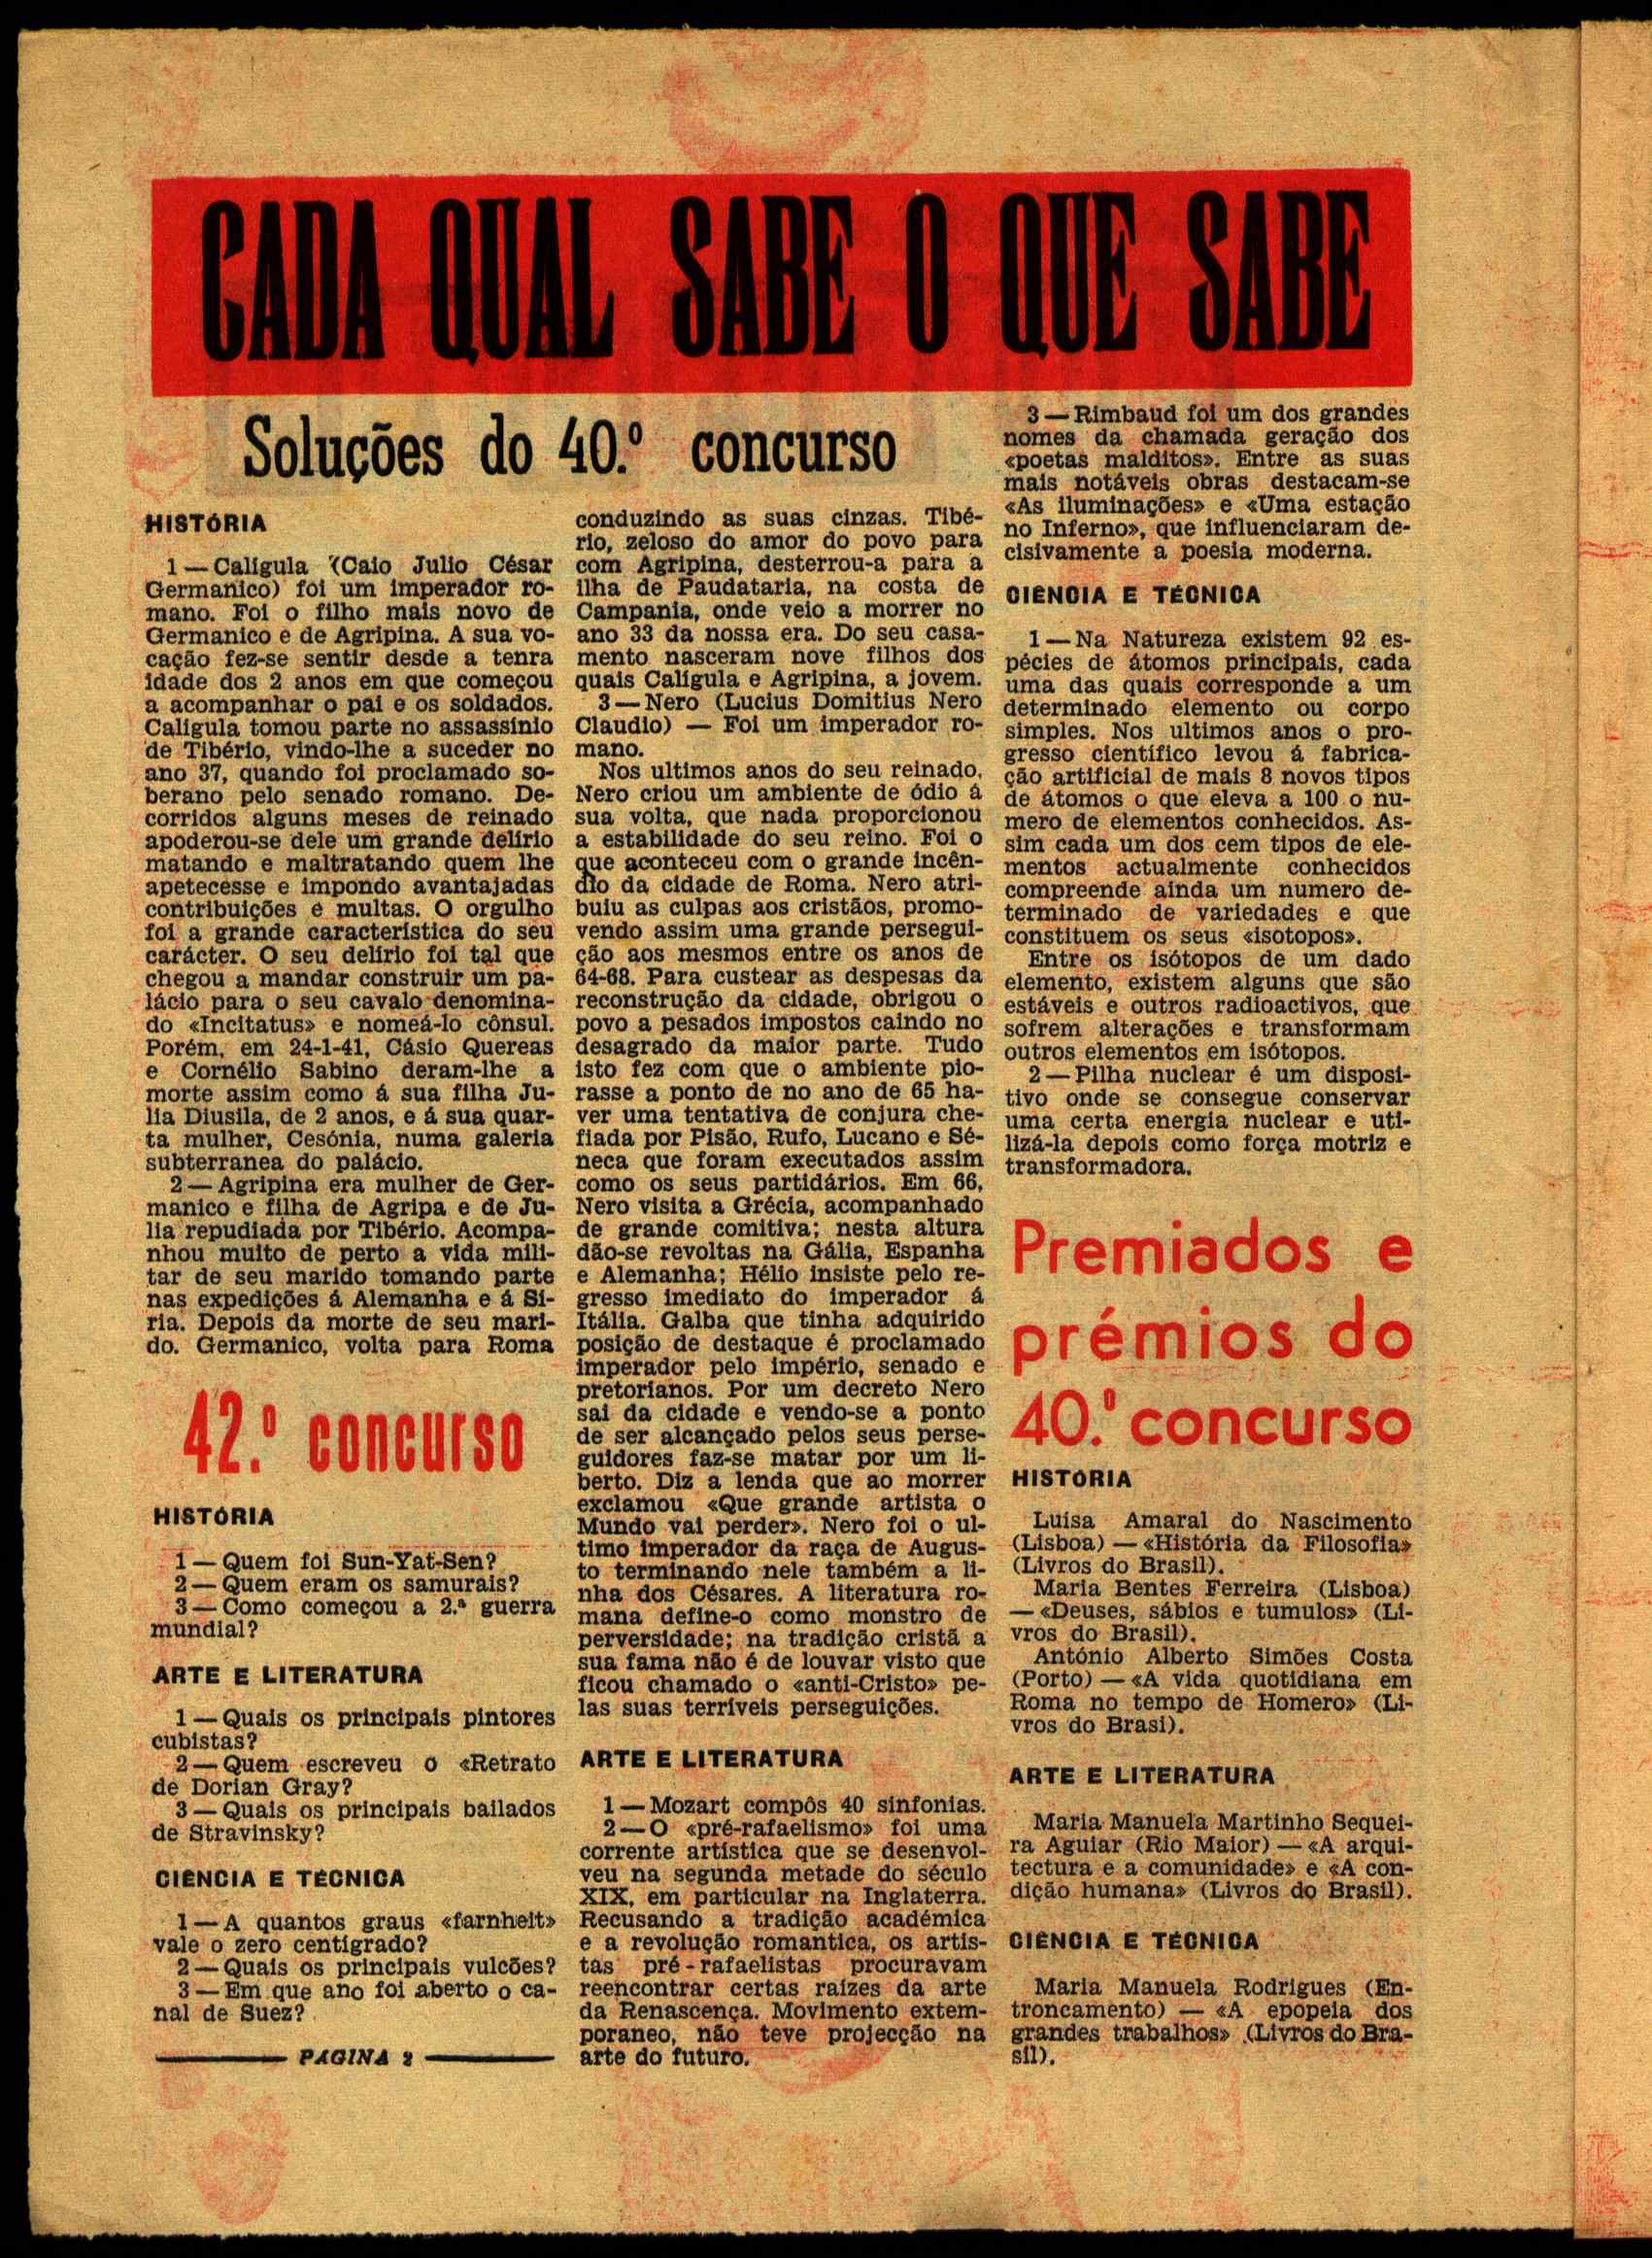 CADA QUAL SABE O QUE SABE
Soluções do 40.º concurso
HISTÓRIA
1 — Calígula (Caio Julio César
Germanico) foi um imperador ro-
mano. Foi o filho mais novo de
Germanico e de Agripina. A sua vo-
cação fez-se sentir desde a tenra
idade dos 2 anos em que começou
a acompanhar o pai e os soldados.
Calígula tomou parte no assassínio
de Tibério, vindo-lhe a suceder no
ano 37, quando foi proclamado so-
berano pelo senado romano. De-
corridos alguns meses de reinado
apoderou-se dele um grande delírio
matando e maltratando quem lhe
apetecesse e impondo avantajadas
contribuições e multas. O orgulho
foi a grande característica do seu
carácter. O seu delírio foi tal que
chegou a mandar construir um pa-
lácio para o seu cavalo denomina-
do «Incitatus» e nomeá-lo cônsul.
Porém, em 24-1-41, Cásio Quereas
e Cornélio Sabino deram-lhe a
morte assim como á sua filha Ju-
lia Diusila, de 2 anos, e á sua quar-
ta mulher, Cesónia, numa galeria
subterranea do palácio.
2 — Agripina era mulher de Ger-
manico e filha de Agripa e de Ju-
lia repudiada por Tibério. Acompa-
nhou muito de perto a vida mili-
tar de seu marido tomando parte
nas expedições á Alemanha e á Si-
ria. Depois da morte de seu mari-
do. Germanico, volta para Roma
conduzindo as suas cinzas. Tibé-
rio, zeloso do amor do povo para
com Agripina, desterrou-a para a
ilha de Paudataria, na costa de
Campania, onde veio a morrer no
ano 33 da nossa era. Do seu casa-
mento nasceram nove filhos dos
quais Calígula e Agripina, a jovem.
3 — Nero (Lucius Domitius Nero
Claudio) — Foi um imperador ro-
mano.
Nos ultimos anos do seu reinado,
Nero criou um ambiente de ódio á
sua volta, que nada proporcionou
a estabilidade do seu reino. Foi o
que aconteceu com o grande incên-
dio da cidade de Roma. Nero atri-
buiu as culpas aos cristãos, promo-
vendo assim uma grande persegui-
ção aos mesmos entre os anos de
64-68. Para custear as despesas da
reconstrução da cidade, obrigou o
povo a pesados impostos caindo no
desagrado da maior parte. Tudo
isto fez com que o ambiente pio-
rasse a ponto de no ano de 65 ha-
ver uma tentativa de conjura che-
fiada por Pisão, Rufo, Lucano e Sé-
neca que foram executados assim
como os seus partidários. Em 66,
Nero visita a Grécia, acompanhado
de grande comitiva; nesta altura
dão-se revoltas na Gália, Espanha
e Alemanha; Hélio insiste pelo re-
gresso imediato do imperador á
Itália. Galba que tinha adquirido
posição de destaque é proclamado
imperador pelo império, senado e
pretorianos. Por um decreto Nero
sai da cidade e vendo-se a ponto
de ser alcançado pelos seus perse-
guidores faz-se matar por um li-
berto. Diz a lenda que ao morrer
exclamou «Que grande artista o
Mundo vai perder». Nero foi o ul-
timo imperador da raça de Augus-
to terminando nele também a li-
nha dos Césares. A literatura ro-
mana define-o como monstro de
perversidade; na tradição cristã a
sua fama não é de louvar visto que
ficou chamado o «anti-Cristo» pe-
las suas terríveis perseguições.
ARTE E LITERATURA
1 — Mozart compôs 40 sinfonias.
2 — O «pré-rafaelismo» foi uma
corrente artística que se desenvol-
veu na segunda metade do século
XIX, em particular na Inglaterra.
Recusando a tradição académica
e a revolução romantica, os artis-
tas pré-rafaelistas procuravam
reencontrar certas raízes da arte
da Renascença. Movimento extem-
poraneo, não teve projecção na
arte do futuro.
3 — Rimbaud foi um dos grandes
nomes da chamada geração dos
«poetas malditos». Entre as suas
mais notáveis obras destacam-se
«As iluminações» e «Uma estação
no Inferno», que influenciaram de-
cisivamente a poesia moderna.
CIÊNCIA E TÉCNICA
1 — Na Natureza existem 92 es-
pécies de átomos principais, cada
uma das quais corresponde a um
determinado elemento ou corpo
simples. Nos ultimos anos o pro-
gresso científico levou á fabrica-
ção artificial de mais 8 novos tipos
de átomos o que eleva a 100 o nu-
mero de elementos conhecidos. As-
sim cada um dos cem tipos de ele-
mentos actualmente conhecidos
compreende ainda um numero de-
terminado de variedades e que
constituem os seus «isotopos».
Entre os isótopos de um dado
elemento, existem alguns que são
estáveis e outros radioactivos, que
sofrem alterações e transformam
outros elementos em isótopos.
2 — Pilha nuclear é um disposi-
tivo onde se consegue conservar
uma certa energia nuclear e uti-
lizá-la depois como força motriz e
transformadora.
42.º concurso
HISTÓRIA
1 — Quem foi Sun-Yat-Sen?
2 — Quem eram os samurais?
3 — Como começou a 2.ª guerra
mundial?
ARTE E LITERATURA
1 — Quais os principais pintores
cubistas?
2 — Quem escreveu o «Retrato
de Dorian Gray?
3 — Quais os principais bailados
de Stravinsky?
CIÊNCIA E TÉCNICA
1 — A quantos graus «farnheit»
vale o zero centigrado?
2 — Quais os principais vulcões?
3 — Em que ano foi aberto o ca-
nal de Suez?
PÁGINA 2
Premiados e
prémios do
40.º concurso
HISTÓRIA
Luísa Amaral do Nascimento
(Lisboa) — «História da Filosofia»
(Livros do Brasil).
Maria Bentes Ferreira (Lisboa)
— «Deuses, sábios e tumulos» (Li-
vros do Brasil).
António Alberto Simões Costa
(Porto) — «A vida quotidiana em
Roma no tempo de Homero» (Li-
vros do Brasi).
ARTE E LITERATURA
Maria Manuela Martinho Sequei-
ra Aguiar (Rio Maior) — «A arqui-
tectura e a comunidade» e «A con-
dição humana» (Livros do Brasil).
CIÊNCIA E TÉCNICA
Maria Manuela Rodrigues (En-
troncamento) — «A epopeia dos
grandes trabalhos» (Livros do Bra-
sil).